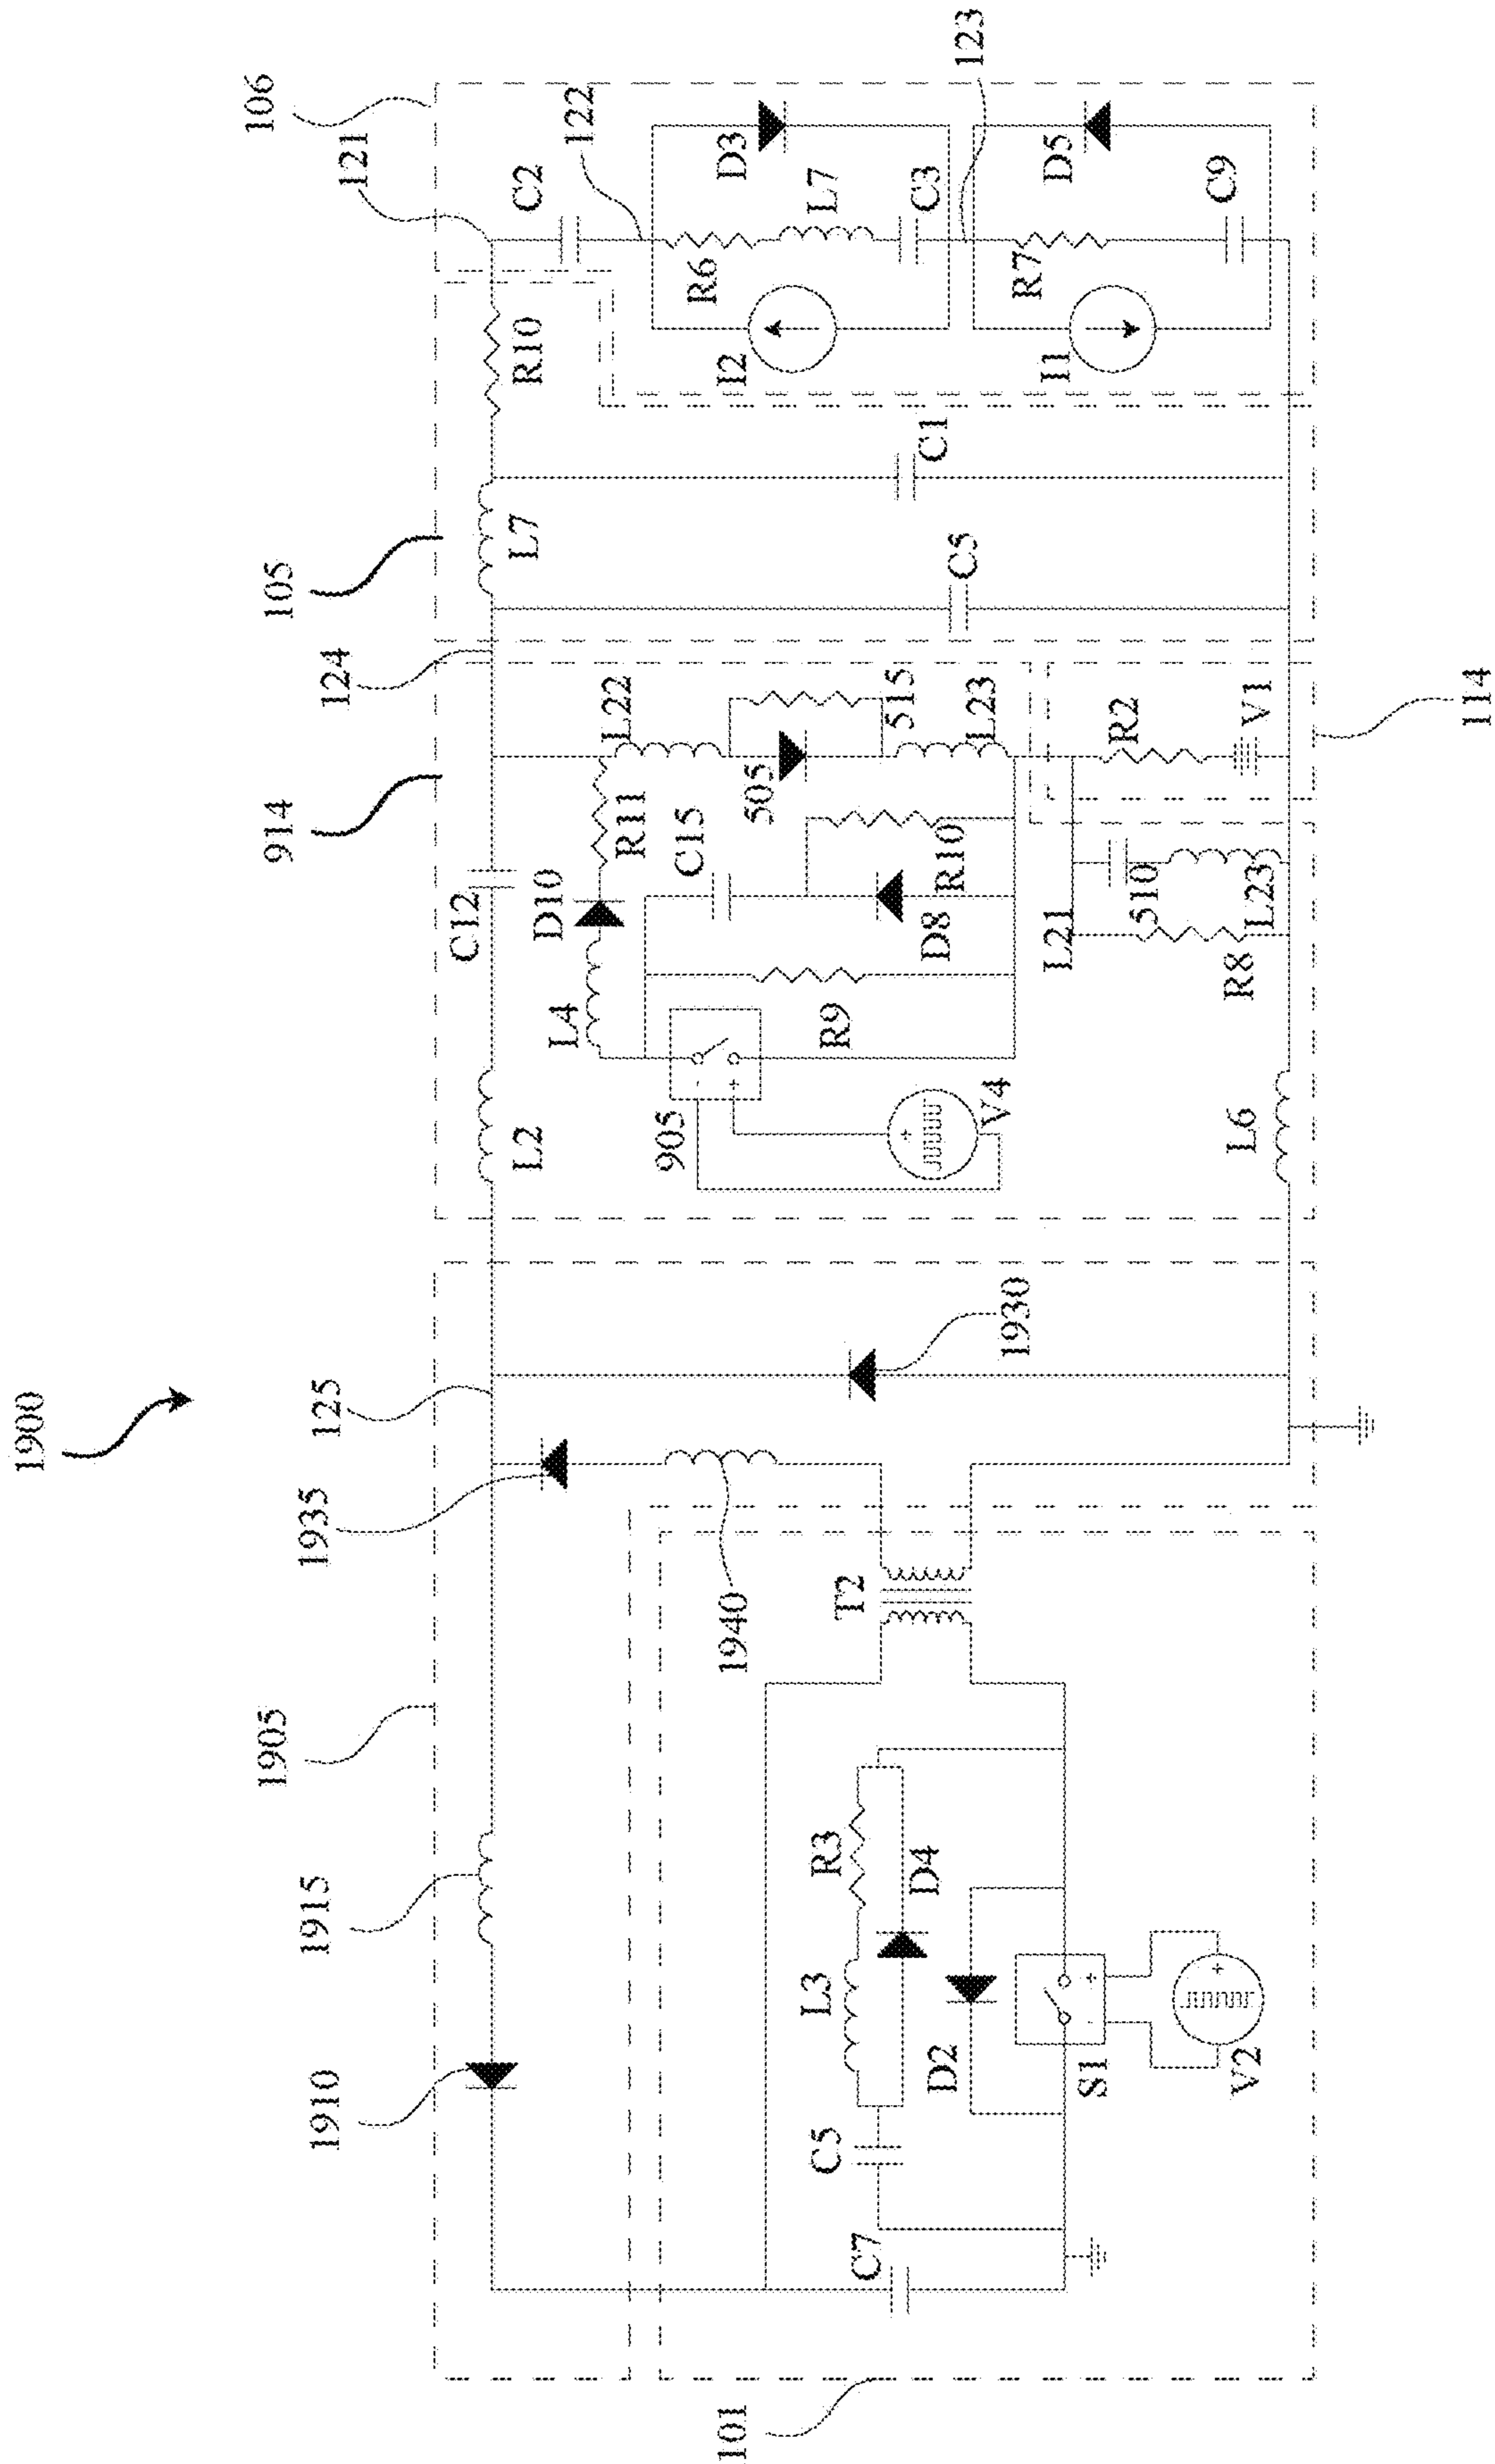 1900
101
1905
1910
1915
1935
125
1940
1930
T2
C7
C5
L3
R3
D4
D2
S1
V2
+
-
+
914
124
105
106
121
122
123
114
L2
C12
L4
D10
R11
L22
505
515
L23
C15
R10
D8
R9
905
-
+
V4
+
L21
510
L23
R8
L6
R2
V1
L7
C5
C1
R10
C2
R6
L7
C3
D3
I2
R7
C9
D5
I1